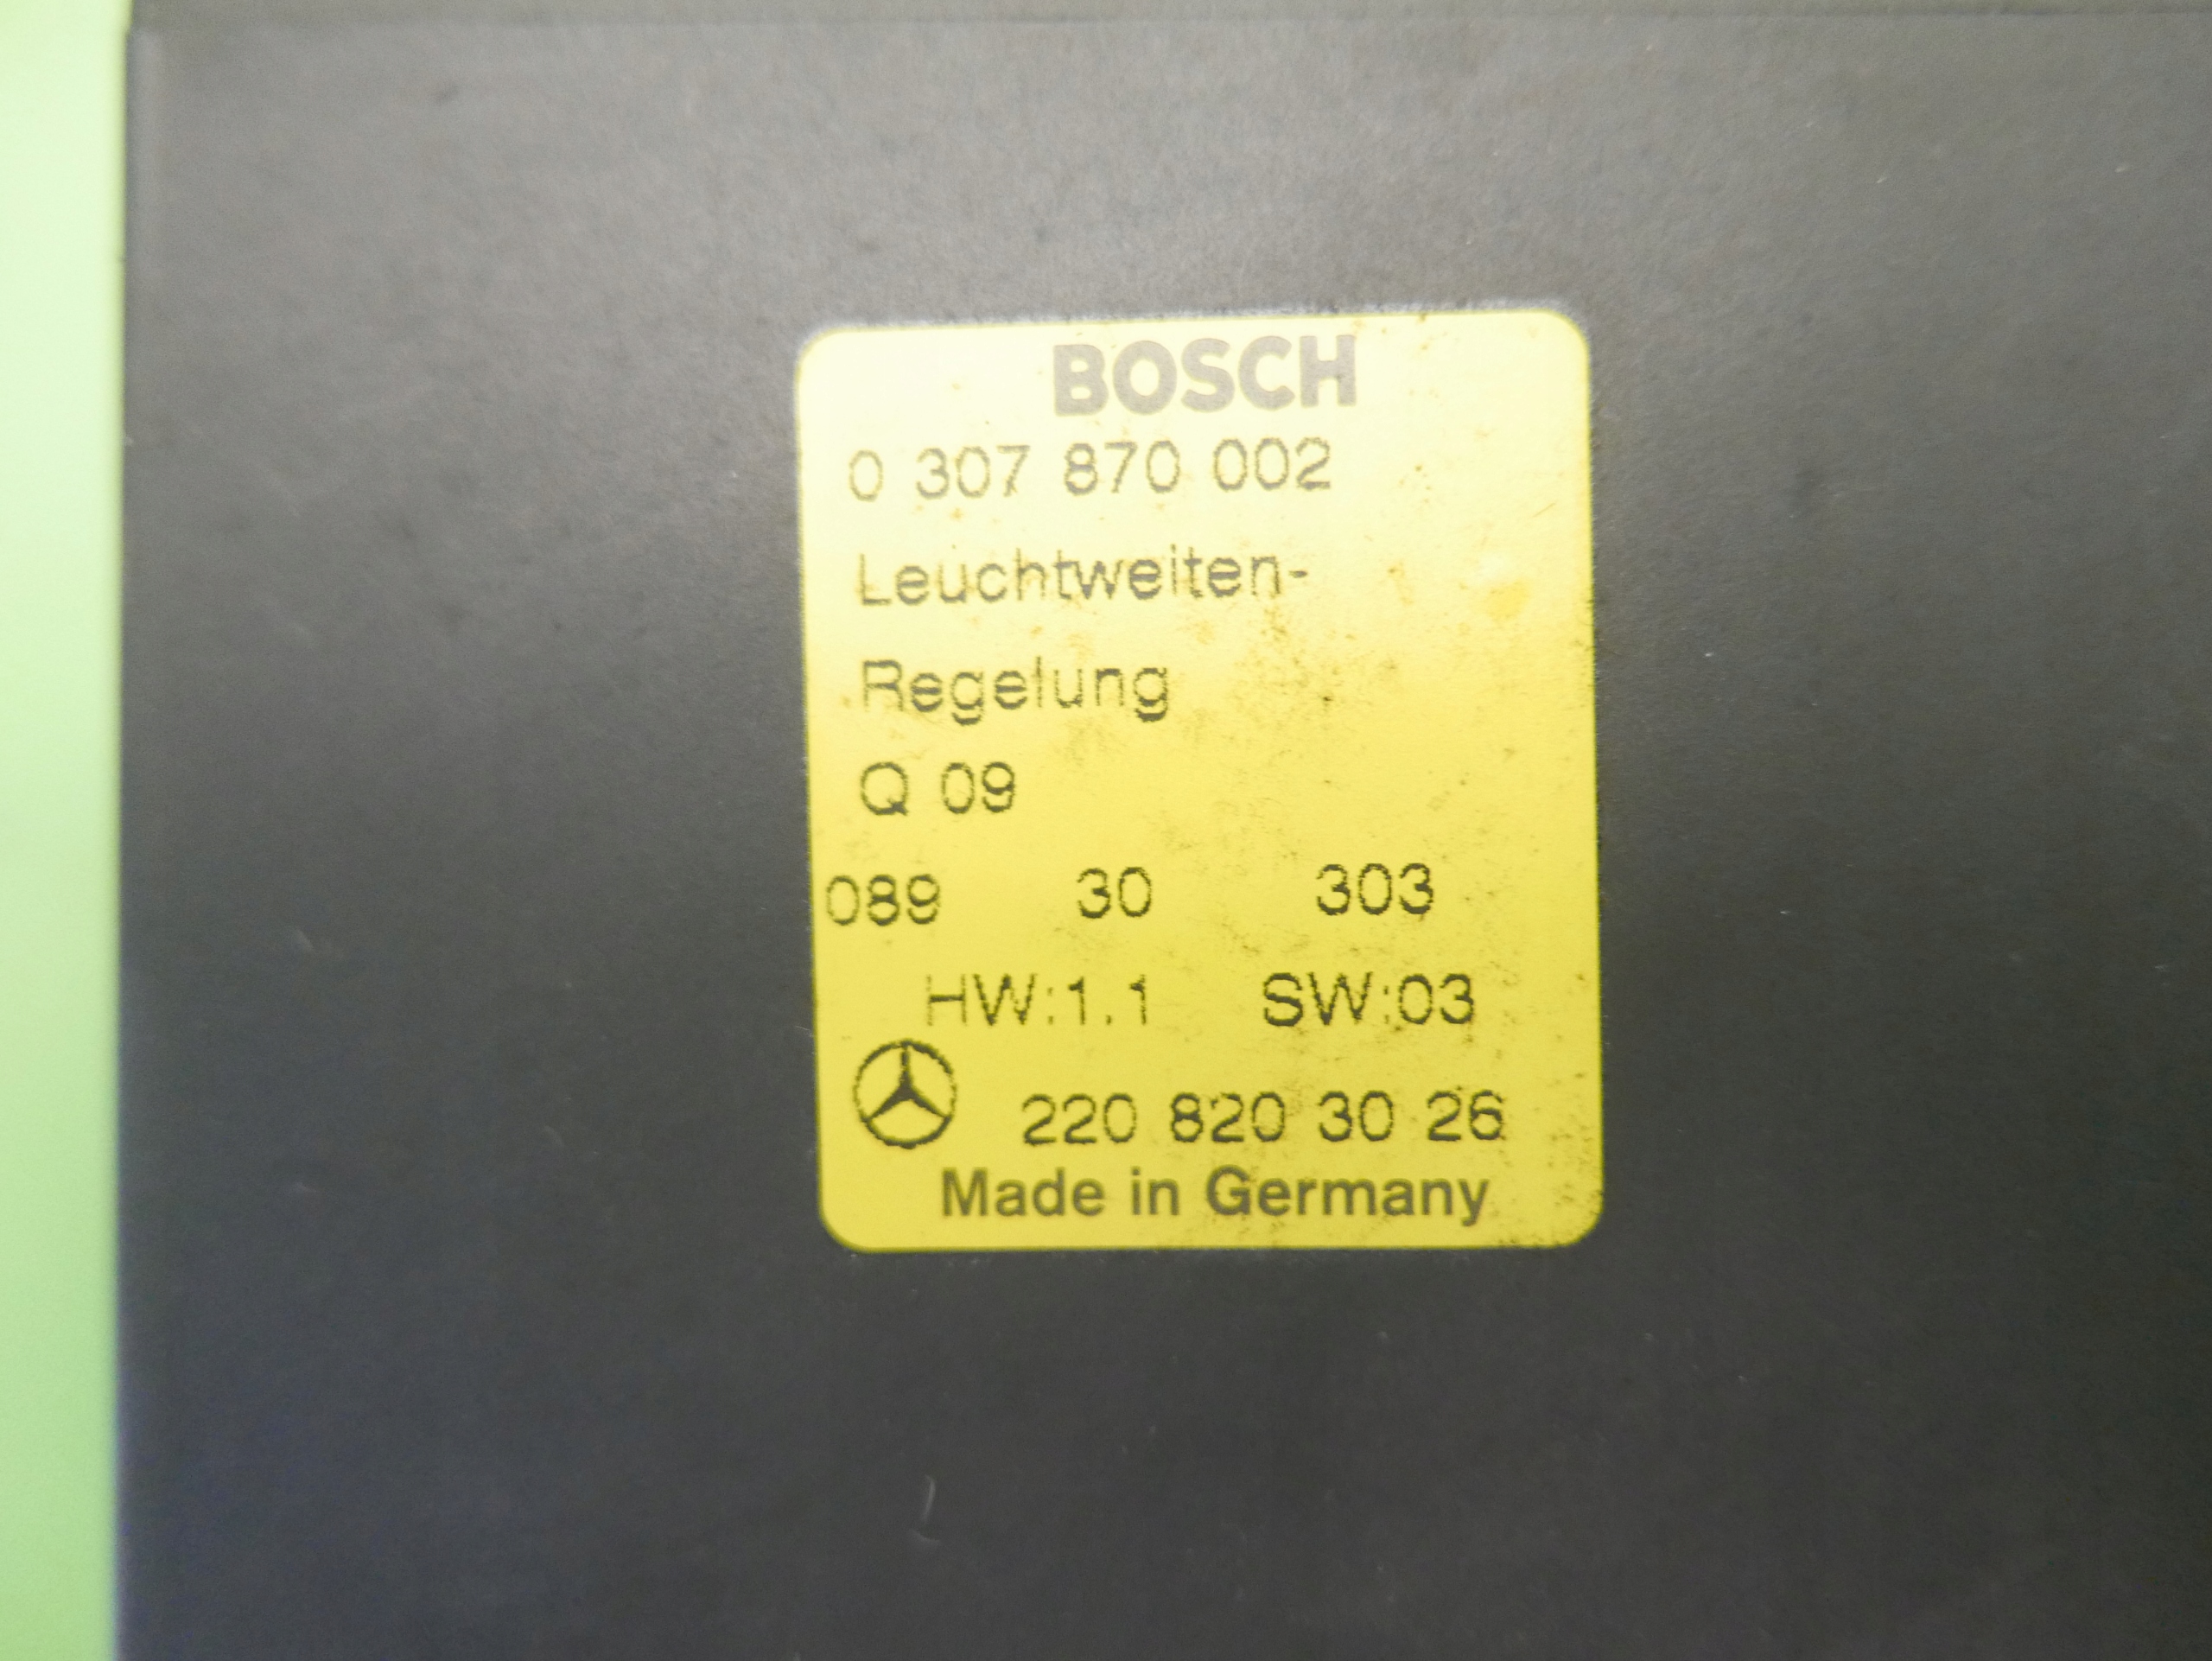 BOSCH
0 307 870 002
Leuchtweiten-
Regelung
Q 09
089 30 303
HW:1.1 SW:03
220 820 30 26
Made in Germany